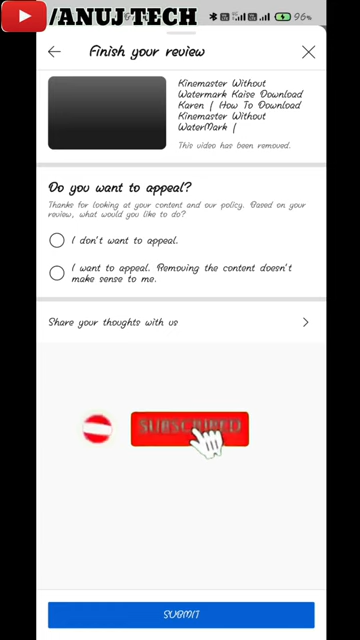 /ANUJ TECH
96%
Finish your review
Kinemaster Without
Watermark Kaise Download
Karen | How To Download
Kinemaster Without
WaterMark |
This video has been removed.
Do you want to appeal?
Thanks for looking at your content and our policy. Based on your
review, what would you like to do?
I don't want to appeal.
I want to appeal. Removing the content doesn't
make sense to me.
Share your thoughts with us
SUBSCRIBED
SUBMIT